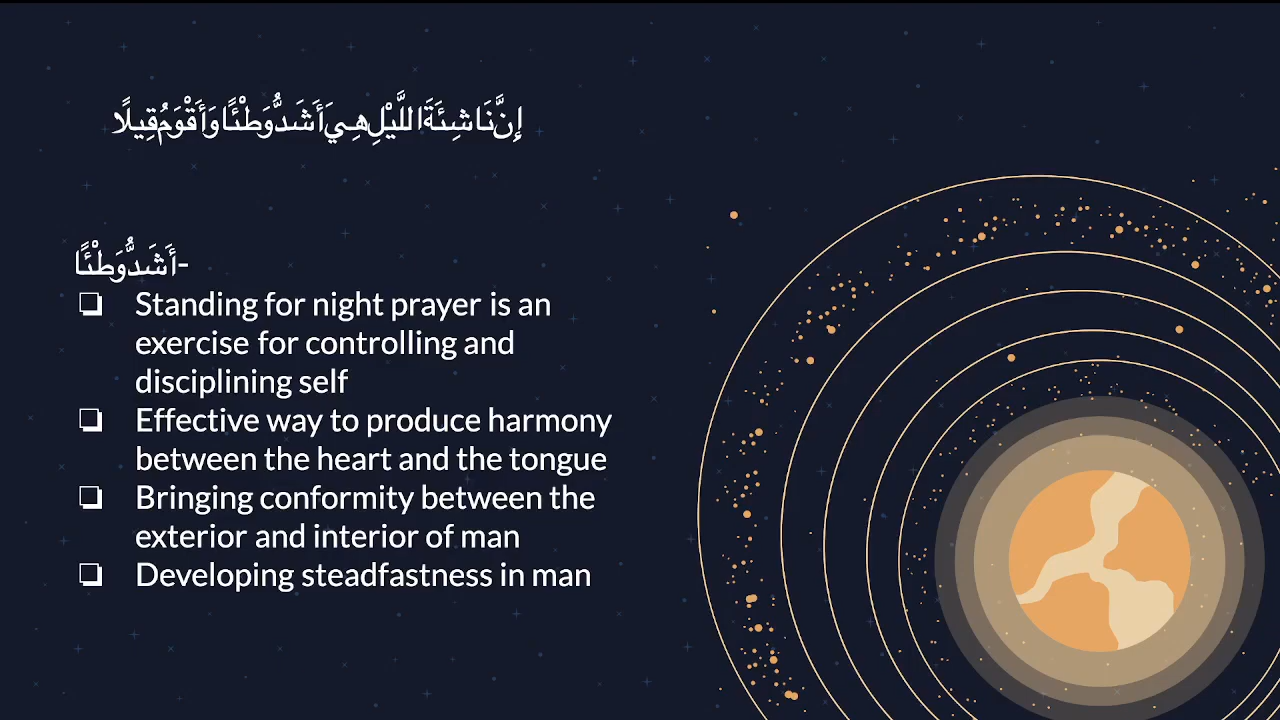 إِنَّ نَاشِئَةَ اللَّيْلِ هِيَ أَشَدُّ وَطْئًا وَأَقْوَمُ قِيلًا
أَشَدُّ وَطْئًا-
❏ Standing for night prayer is an
exercise for controlling and
disciplining self
❏ Effective way to produce harmony
between the heart and the tongue
❏ Bringing conformity between the
exterior and interior of man
❏ Developing steadfastness in man